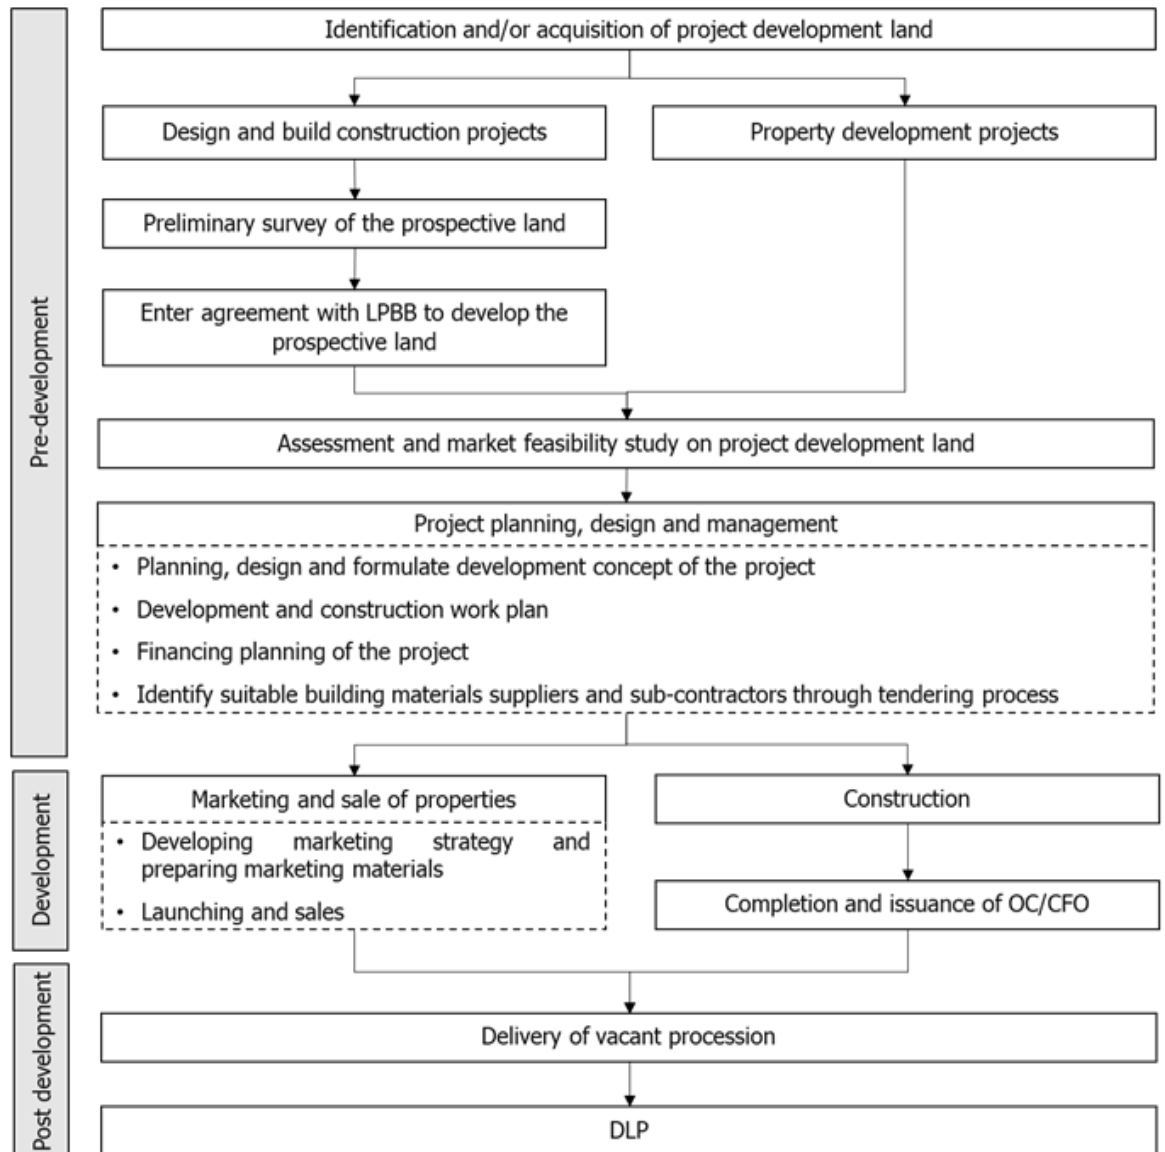 Pre-development
Identification and/or acquisition of project development land
Design and build construction projects
Property development projects
Preliminary survey of the prospective land
Enter agreement with LPBB to develop the
prospective land
Assessment and market feasibility study on project development land
Project planning, design and management
• Planning, design and formulate development concept of the project
• Development and construction work plan
• Financing planning of the project
• Identify suitable building materials suppliers and sub-contractors through tendering process
Development
Marketing and sale of properties
• Developing marketing strategy and
preparing marketing materials
• Launching and sales
Construction
Completion and issuance of OC/CFO
Post development
Delivery of vacant procession
DLP